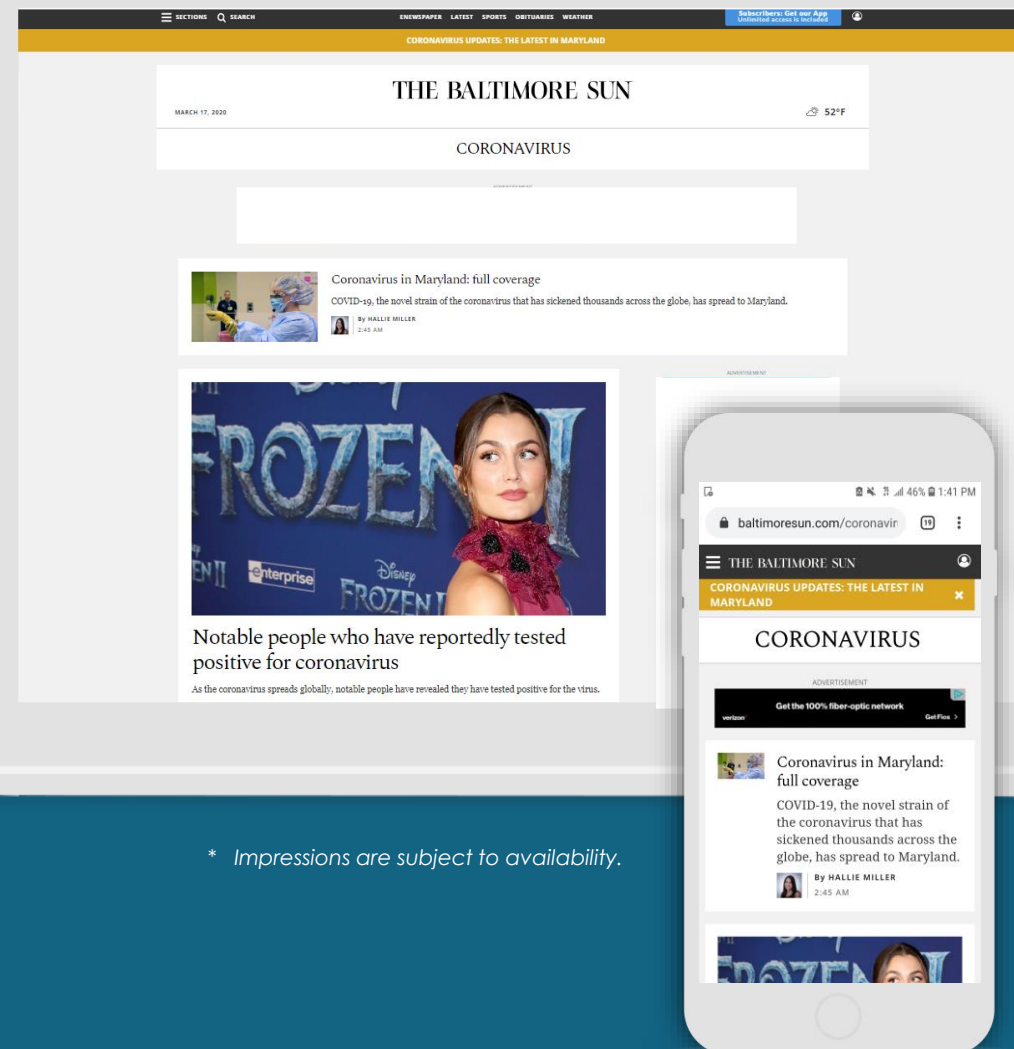 SECTIONS SEARCH ENEWSPAPER LATEST SPORTS OBITUARIES WEATHER Subscribers: Get our App
Unlimited access is included
CORONAVIRUS UPDATES: THE LATEST IN MARYLAND
THE BALTIMORE SUN
MARCH 17, 2020 52°F
CORONAVIRUS
ADVERTISEMENT
Coronavirus in Maryland: full coverage
COVID-19, the novel strain of the coronavirus that has sickened thousands across the globe, has spread to Maryland.
By HALLIE MILLER
2:45 AM
ADVERTISEMENT
DISNEY
FROZEN II
EN II enterprise Disney
FROZEN II
Notable people who have reportedly tested
positive for coronavirus
As the coronavirus spreads globally, notable people have revealed they have tested positive for the virus.
46% 1:41 PM
baltimoresun.com/coronavir 19
THE BALTIMORE SUN
CORONAVIRUS UPDATES: THE LATEST IN
MARYLAND
CORONAVIRUS
ADVERTISEMENT
Get the 100% fiber-optic network
verizon Get Fios >
Coronavirus in Maryland:
full coverage
COVID-19, the novel strain of
the coronavirus that has
sickened thousands across the
globe, has spread to Maryland.
By HALLIE MILLER
2:45 AM
FROZEN
* Impressions are subject to availability.